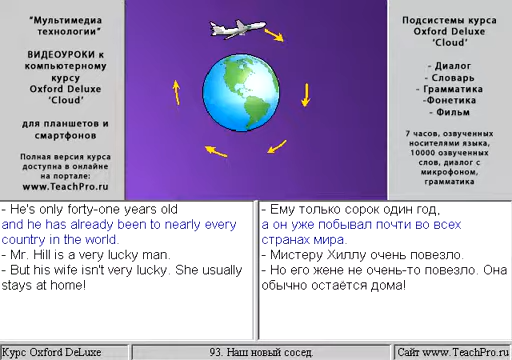 "Мультимедиа
технологии"
ВИДЕОУРОКИ к
компьютерному
курсу
Oxford Deluxe
'Cloud'
для планшетов и
смартфонов
Полная версия курса
доступна в онлайне
на портале:
www.TeachPro.ru
Подсистемы курса
Oxford Deluxe
'Cloud'
- Диалог
- Словарь
- Грамматика
-Фонетика
- Фильм
7 часов, озвученных
носителями языка,
10000 озвученных
слов, диалог с
микрофоном,
грамматика
- He's only forty-one years old
and he has already been to nearly every
country in the world.
- Mr. Hill is a very lucky man.
- But his wife isn't very lucky. She usually
stays at home!
- Ему только сорок один год,
а он уже побывал почти во всех
странах мира.
- Мистеру Хиллу очень повезло.
- Но его жене не очень-то повезло. Она
обычно остаётся дома!
Курс Oxford DeLuxe
93. Наш новый сосед.
Сайт www.TeachPro.ru